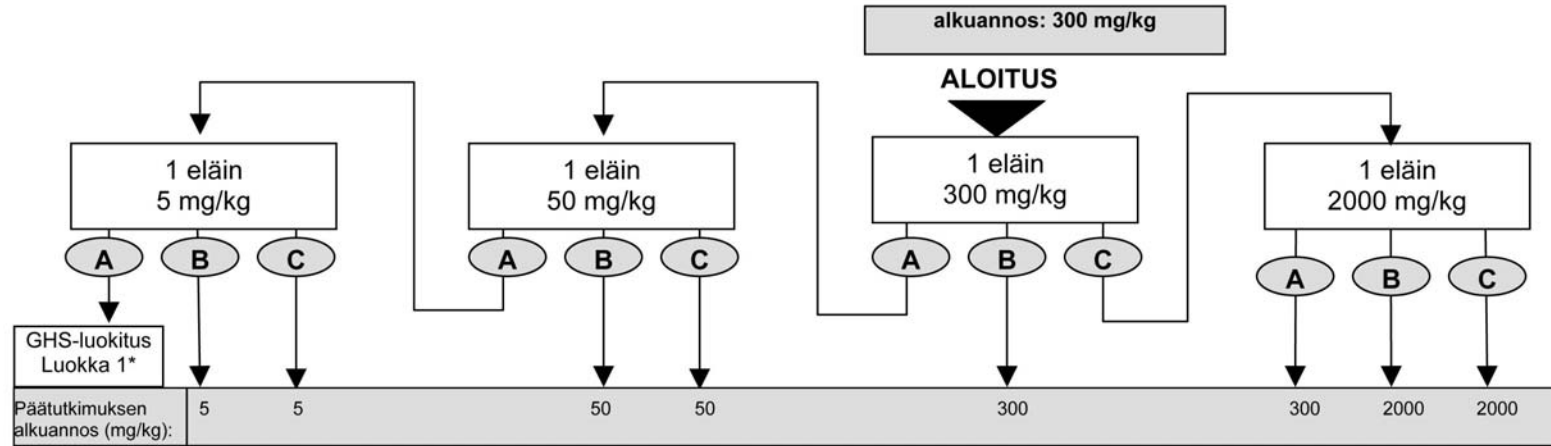 alkuannos: 300 mg/kg
ALOITUS
1 eläin
5 mg/kg
1 eläin
50 mg/kg
1 eläin
300 mg/kg
1 eläin
2000 mg/kg
A B C
A B C
A B C
A B C
GHS-luokitus
Luokka 1*
Päätutkimuksen
alkuannos (mg/kg):
5 5 50 50 300 300 2000 2000